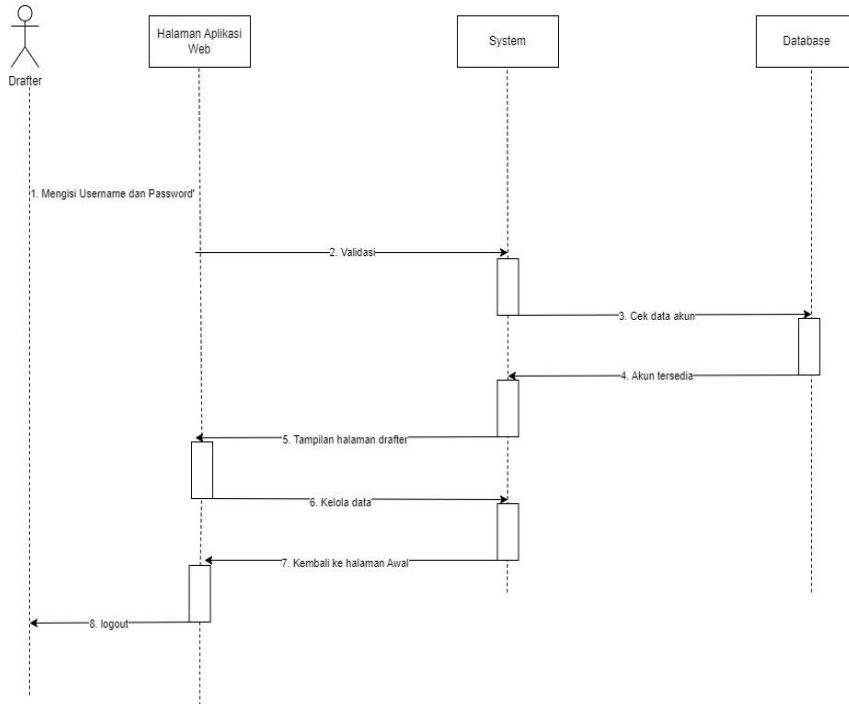 Halaman Aplikasi
Web
System
Database
Drafter
1. Mengisi Username dan Password'
2. Validasi
3. Cek data akun
4. Akun tersedia
5. Tampilan halaman drafter
6. Kelola data
7. Kembali ke halaman Awal
8. logout